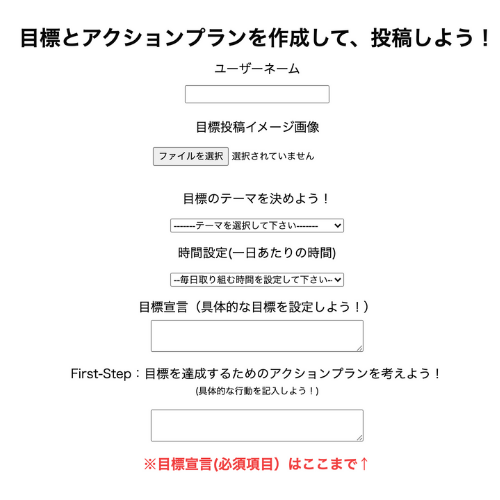 目標とアクションプランを作成して、投稿しよう！
ユーザーネーム
目標投稿イメージ画像
ファイルを選択 選択されていません
目標のテーマを決めよう！
-------テーマを選択して下さい-------
時間設定(一日あたりの時間)
--毎日取り組む時間を設定して下さい--
目標宣言（具体的な目標を設定しよう！）
First-Step：目標を達成するためのアクションプランを考えよう！
(具体的な行動を記入しよう！)
※目標宣言(必須項目）はここまで↑